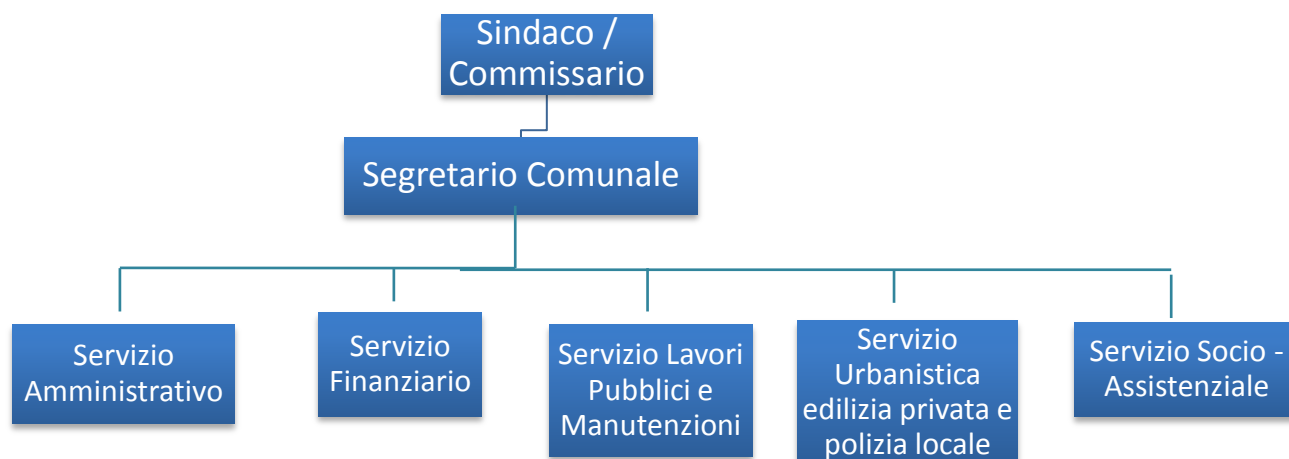 Sindaco /
Commissario
Segretario Comunale
Servizio
Amministrativo
Servizio
Finanziario
Servizio Lavori
Pubblici e
Manutenzioni
Servizio
Urbanistica
edilizia privata e
polizia locale
Servizio Socio -
Assistenziale